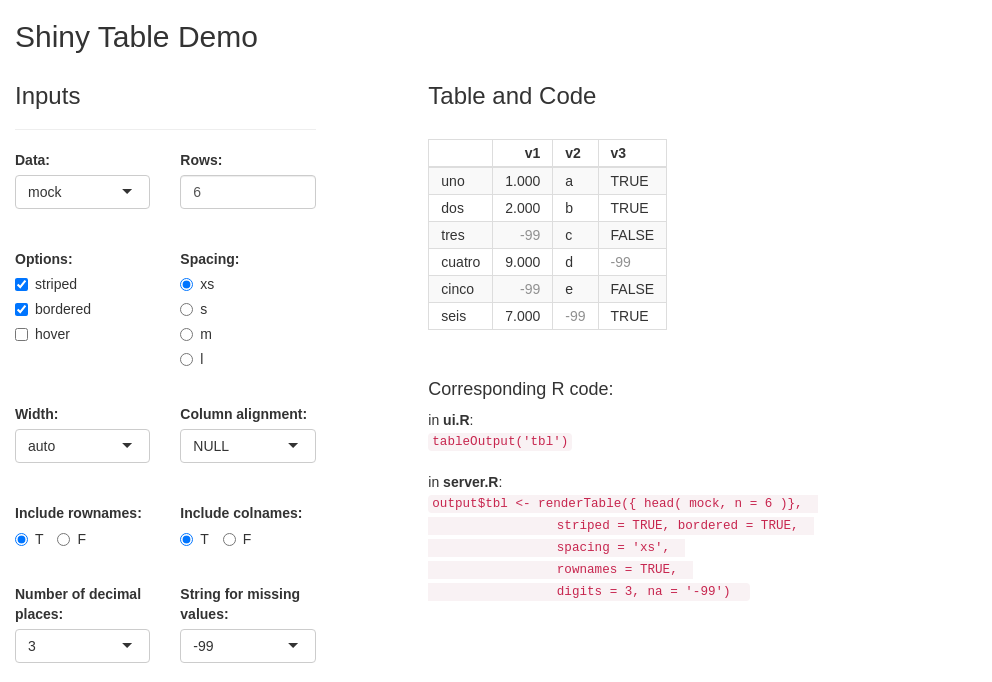 Shiny Table Demo
Inputs
Data:
mock
Rows:
6
Options:
striped
bordered
hover
Spacing:
xs
s
m
l
Width:
auto
Column alignment:
NULL
Include rownames:
T F
Include colnames:
T F
Number of decimal
places:
3
String for missing
values:
-99
Table and Code
v1 v2 v3
uno 1.000 a TRUE
dos 2.000 b TRUE
tres -99 c FALSE
cuatro 9.000 d -99
cinco -99 e FALSE
seis 7.000 -99 TRUE
Corresponding R code:
in ui.R:
tableOutput('tbl')
in server.R:
output$tbl <- renderTable({ head( mock, n = 6 )},
striped = TRUE, bordered = TRUE,
spacing = 'xs',
rownames = TRUE,
digits = 3, na = '-99')